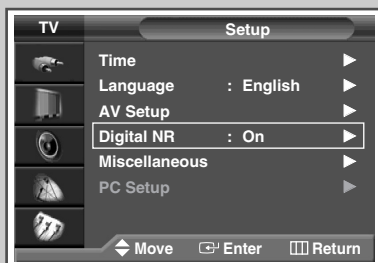 TV Setup
Time
Language : English
AV Setup
Digital NR : On
Miscellaneous
PC Setup
Move Enter Return